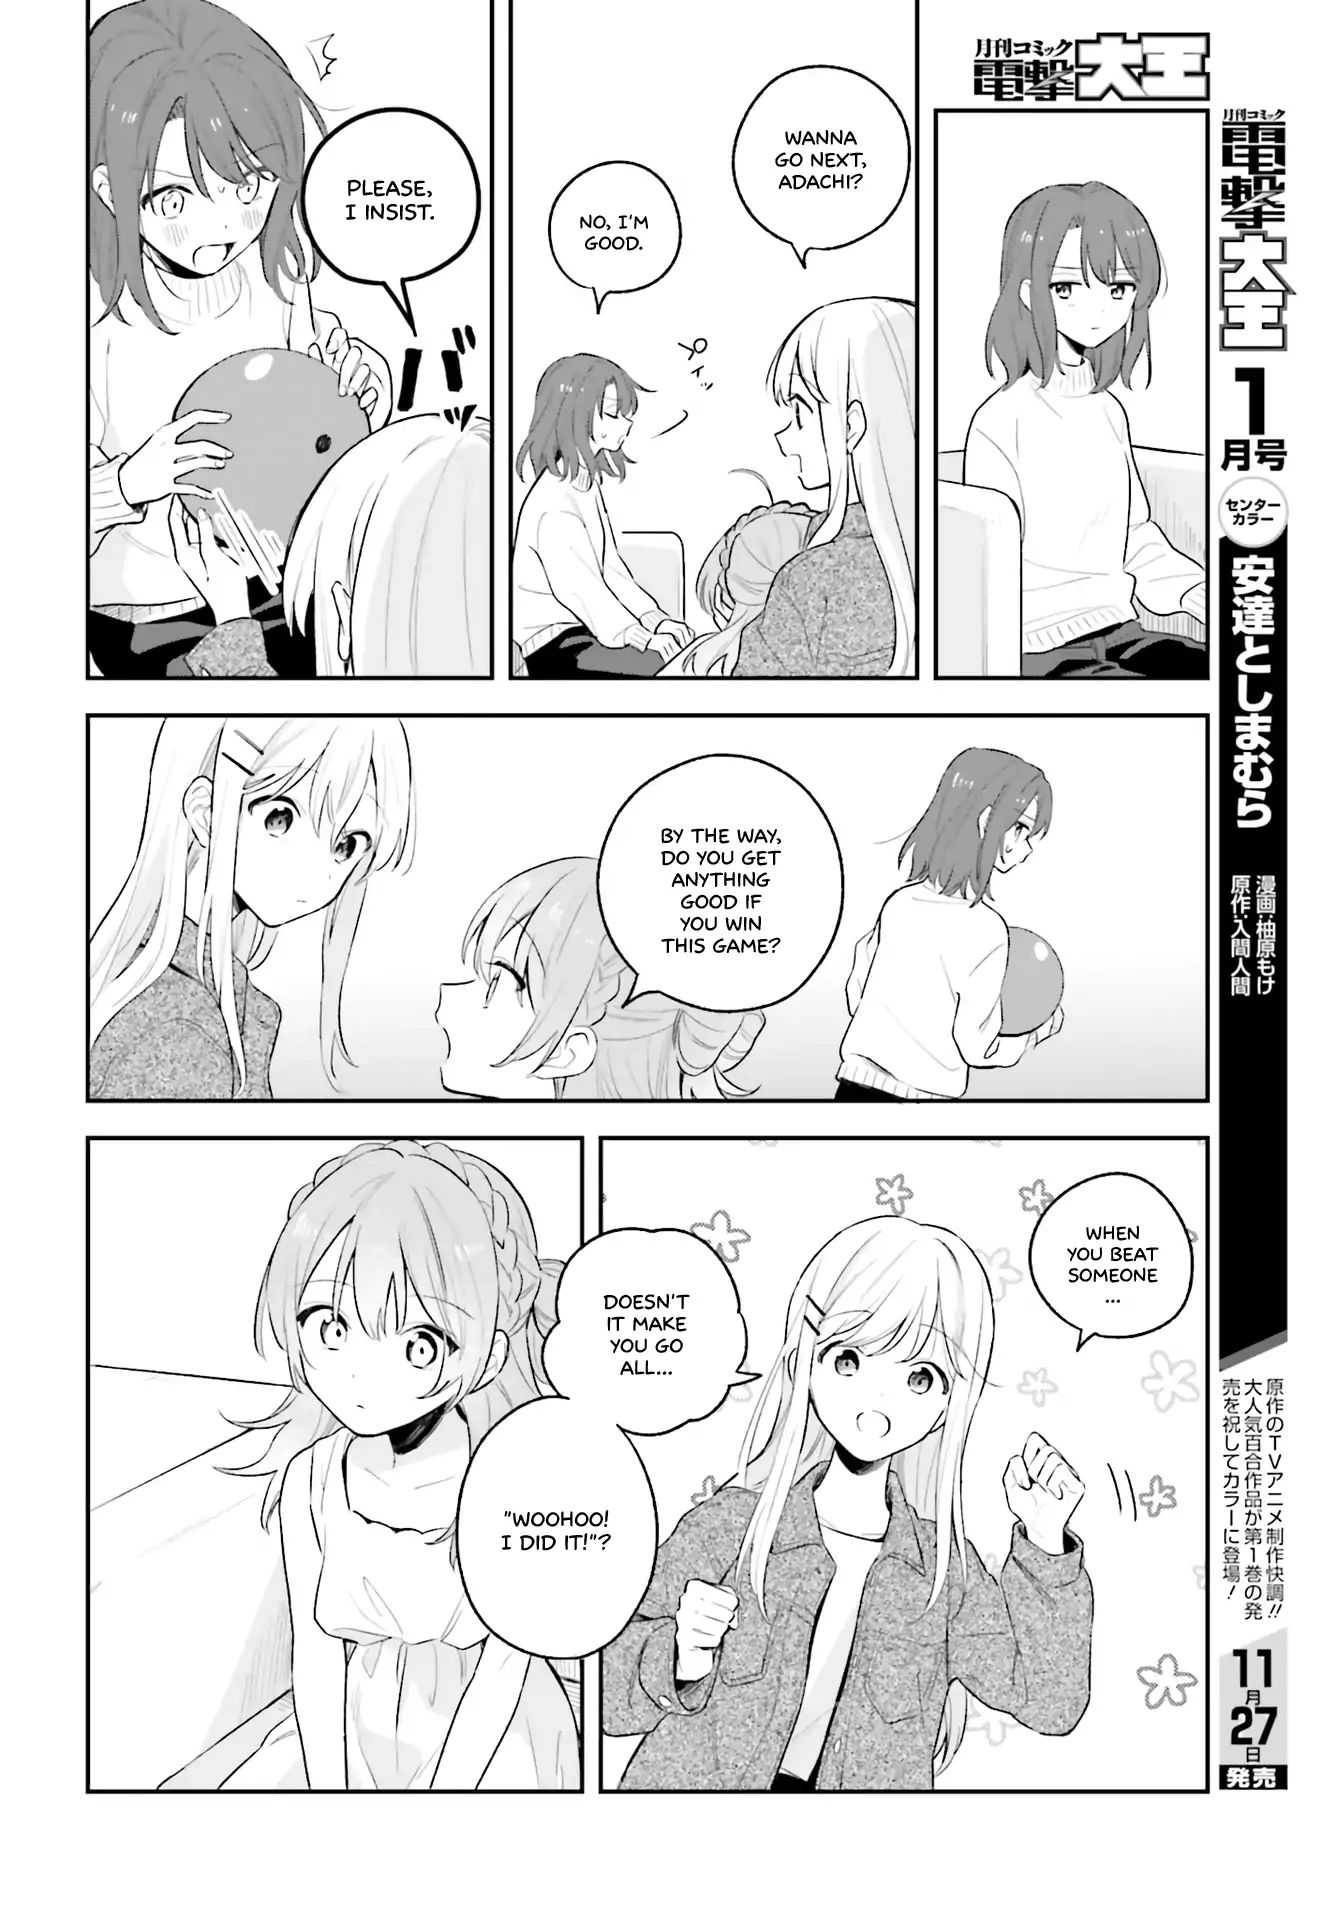 月刊コミック
電撃大王
WANNA
GO NEXT,
ADACHI?
NO, I'M
GOOD.
プイッ
PLEASE,
I INSIST.
バッ
BY THE WAY,
DO YOU GET
ANYTHING
GOOD IF
YOU WIN
THIS GAME?
WHEN
YOU BEAT
SOMEONE
...
DOESN'T
IT MAKE
YOU GO
ALL...
"WOOHOO!
I DID IT!"?
月刊コミック
電撃大王
1
月号
センター
カラー
安達としまむら
漫画:柚原もけ
原作:入間人間
原作のTVアニメ制作快調!!
大人気百合作品が第1巻の発
売を祝してカラーに登場!
11
月
27
日
発売